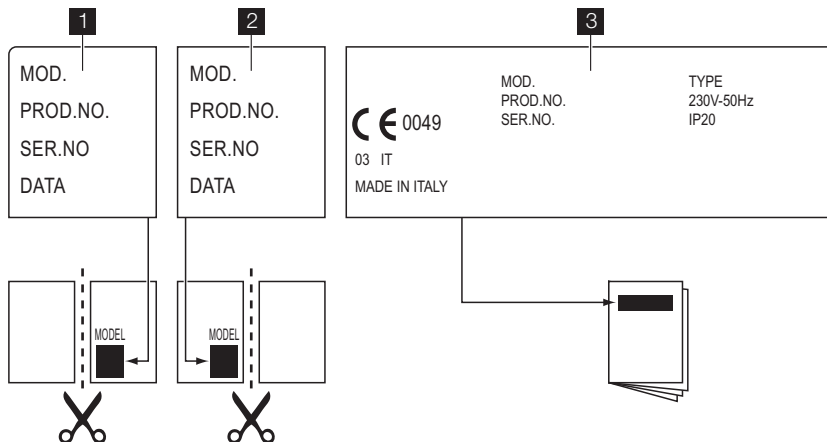 1
MOD.
PROD.NO.
SER.NO
DATA
MODEL
2
MOD.
PROD.NO.
SER.NO
DATA
MODEL
3
CE 0049
03 IT
MADE IN ITALY
MOD.
PROD.NO.
SER.NO.
TYPE
230V-50Hz
IP20